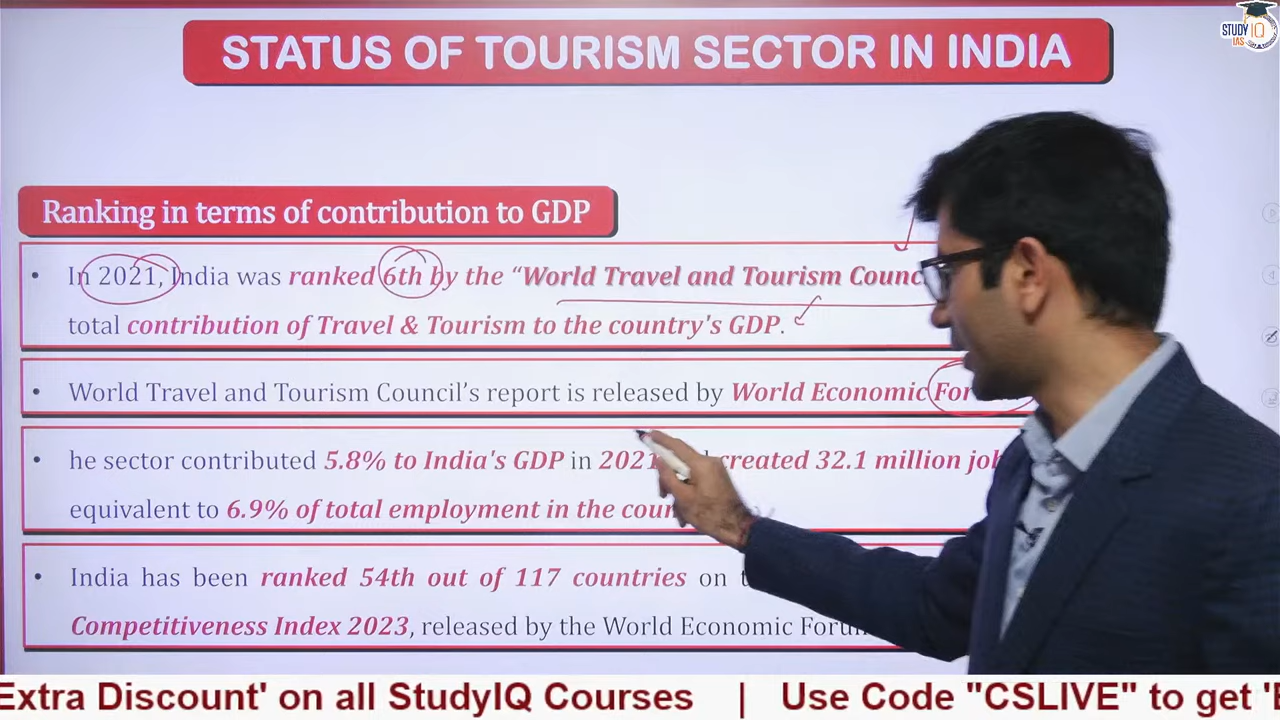 STUDY IQ
IAS
STATUS OF TOURISM SECTOR IN INDIA
Ranking in terms of contribution to GDP
• In 2021, India was ranked 6th by the “World Travel and Tourism
total contribution of Travel & Tourism to the country's GDP.
• World Travel and Tourism Council’s report is released by World Economic
• he sector contributed 5.8% to India's GDP in 2021 created 32.1 million
equivalent to 6.9% of total employment in the
• India has been ranked 54th out of 117 countries on
Competitiveness Index 2023, released by the World Economic
Extra Discount' on all StudyIQ Courses | Use Code "CSLIVE" to get